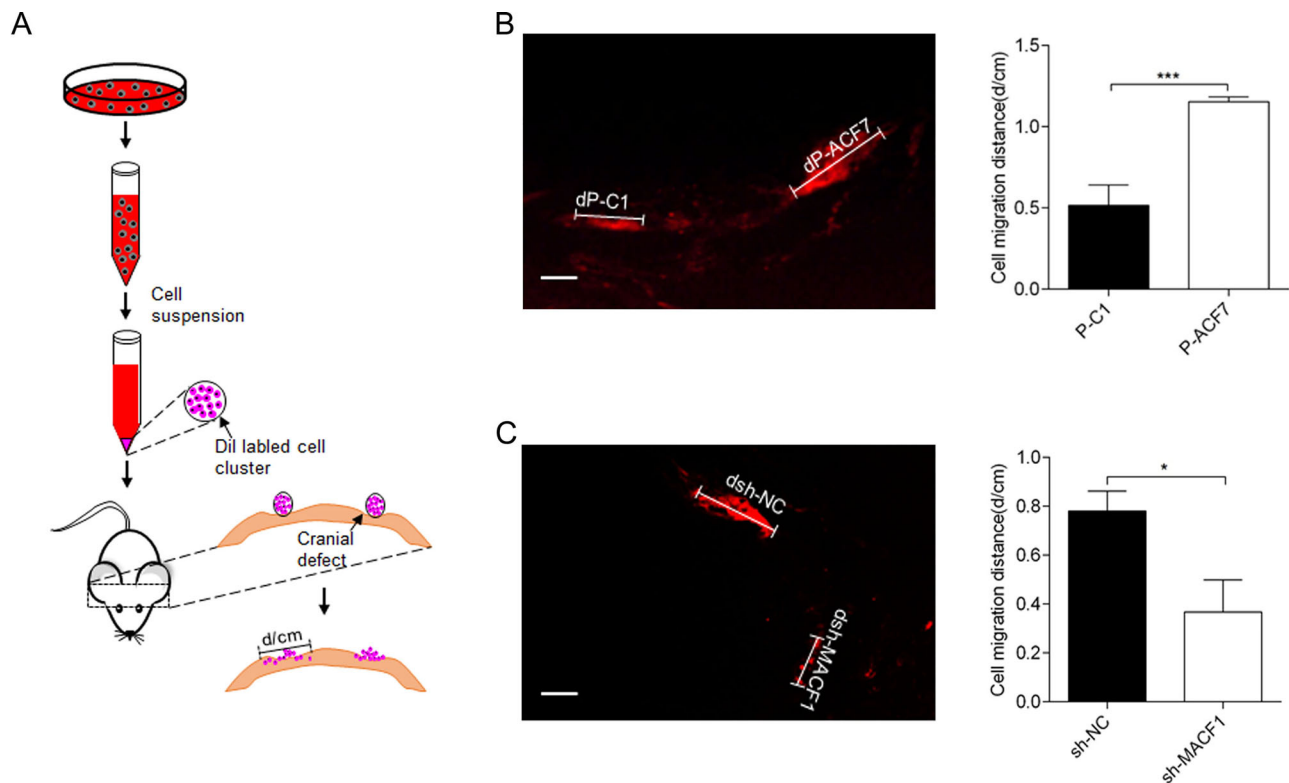 A
Cell
suspension
Dil labled cell
cluster
Cranial
defect
d/cm
B
dP-C1
dP-ACF7
Cell migration distance(d/cm)
1.5
1.0
0.5
0.0
***
P-C1
P-ACF7
C
dsh-NC
dsh-MACF1
Cell migration distance(d/cm)
1.0
0.8
0.6
0.4
0.2
0.0
*
sh-NC
sh-MACF1